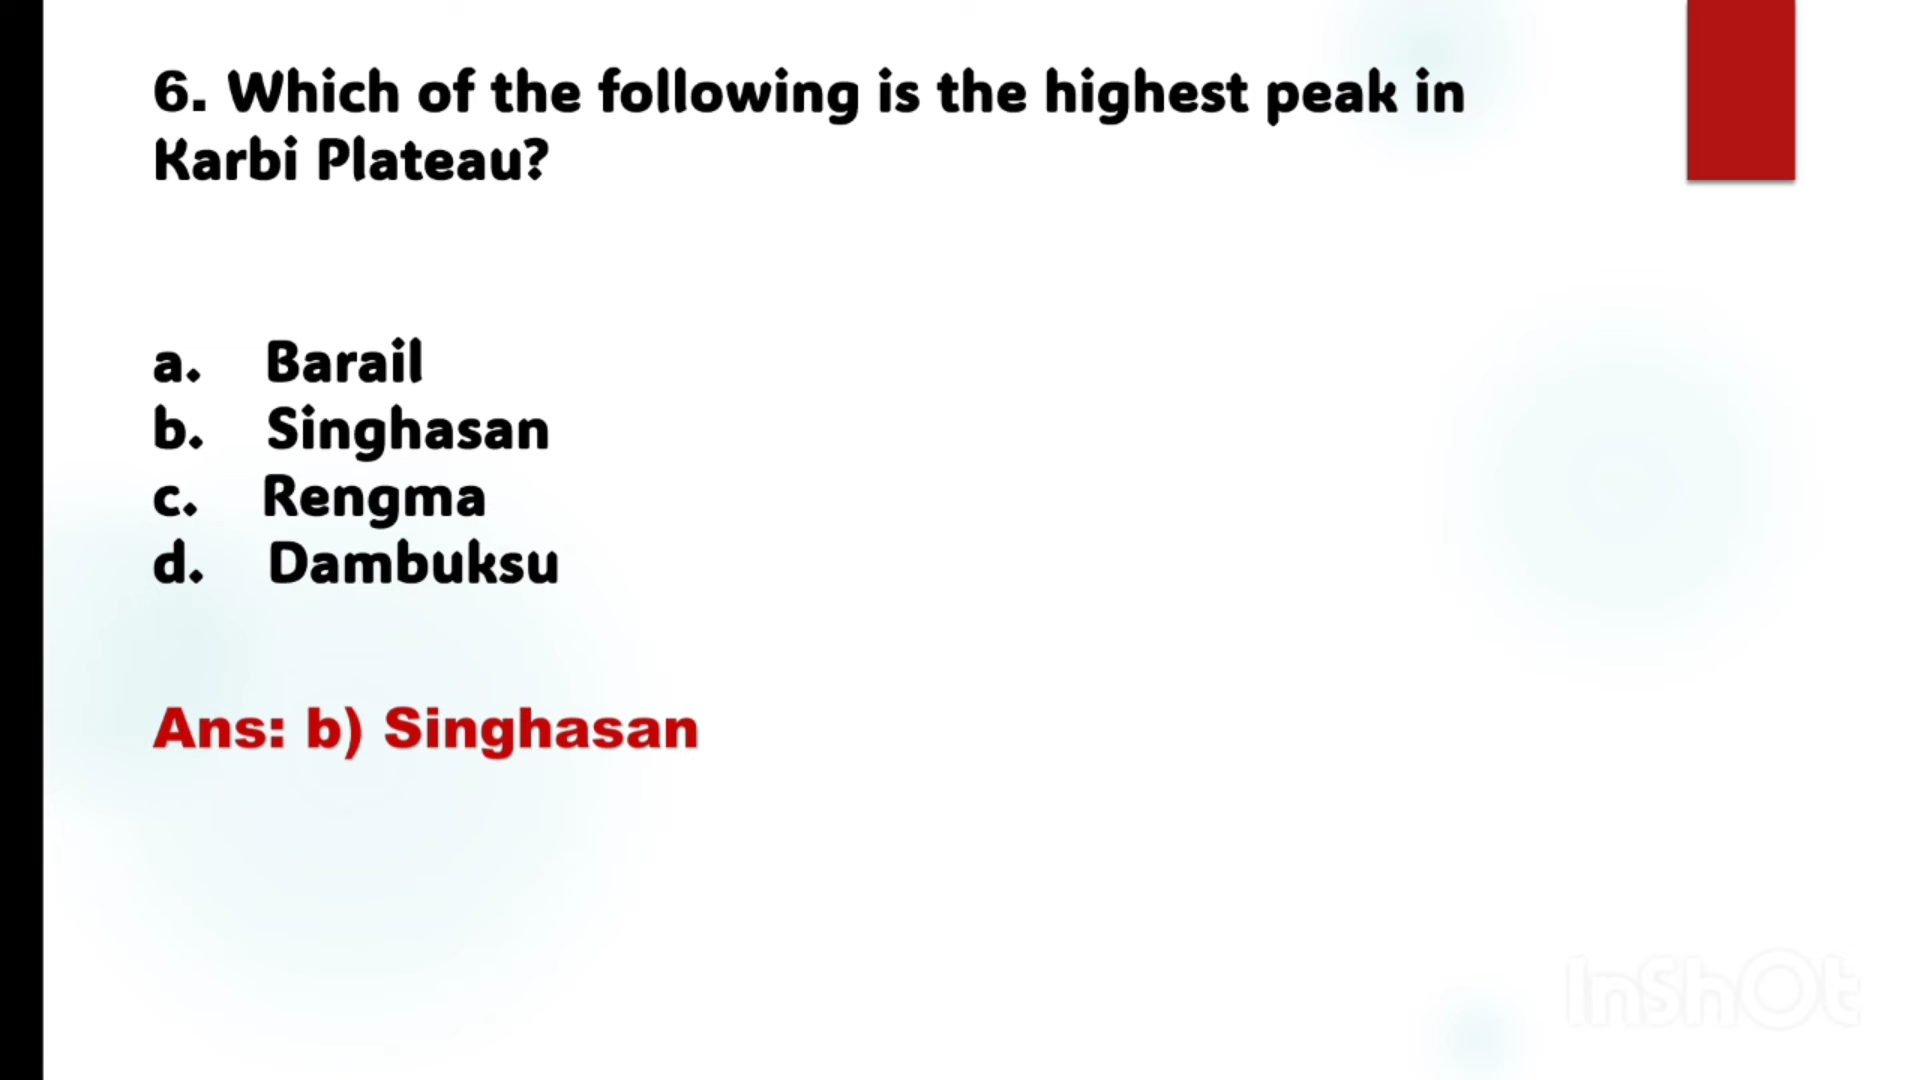 6. Which of the following is the highest peak in
Karbi Plateau?
a. Barail
b. Singhasan
c. Rengma
d. Dambuksu
Ans: b) Singhasan
InShOt